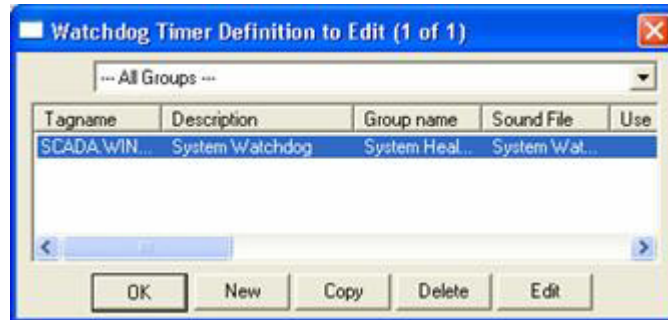 Watchdog Timer Definition to Edit (1 of 1)
--- All Groups ---
Tagname Description Group name Sound File Use
SCADA.WIN... System Watchdog System Heal... System Wat...
OK New Copy Delete Edit